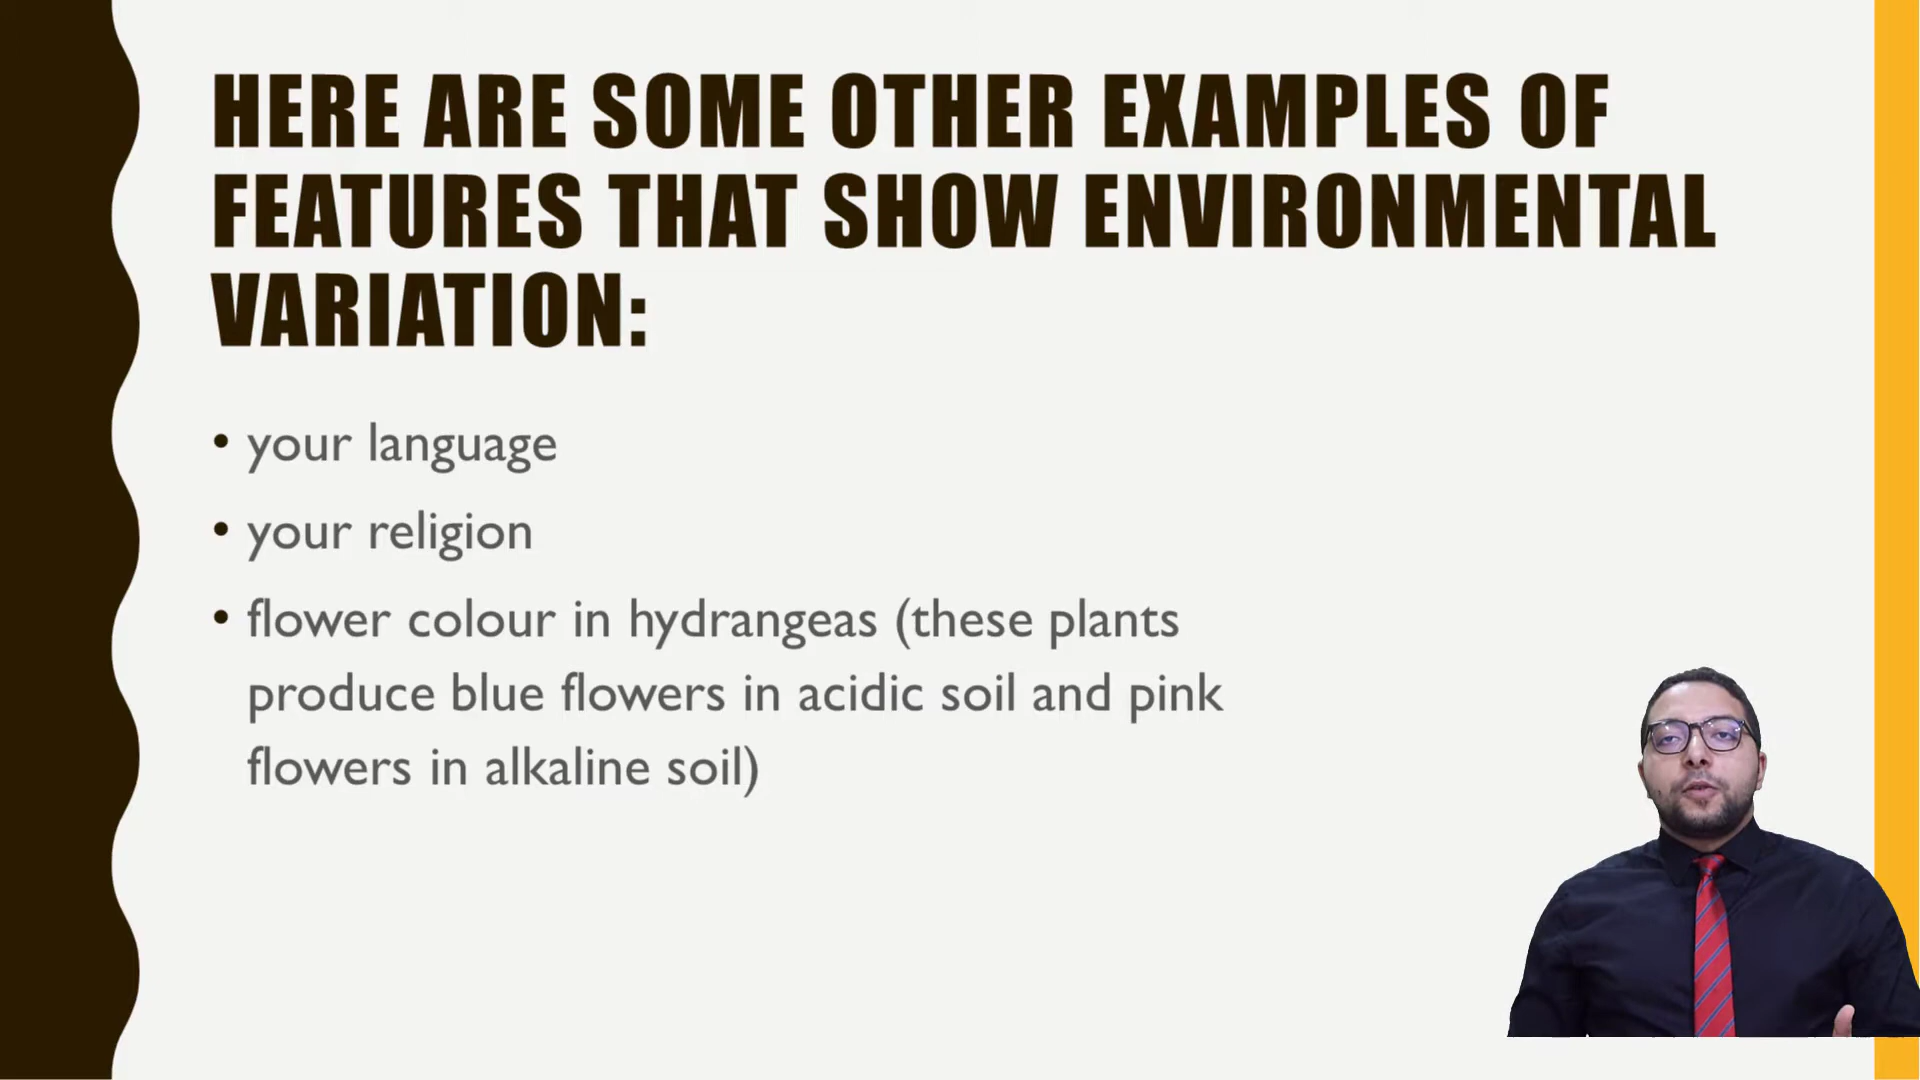 HERE ARE SOME OTHER EXAMPLES OF
FEATURES THAT SHOW ENVIRONMENTAL
VARIATION:
• your language
• your religion
• flower colour in hydrangeas (these plants
produce blue flowers in acidic soil and pink
flowers in alkaline soil)